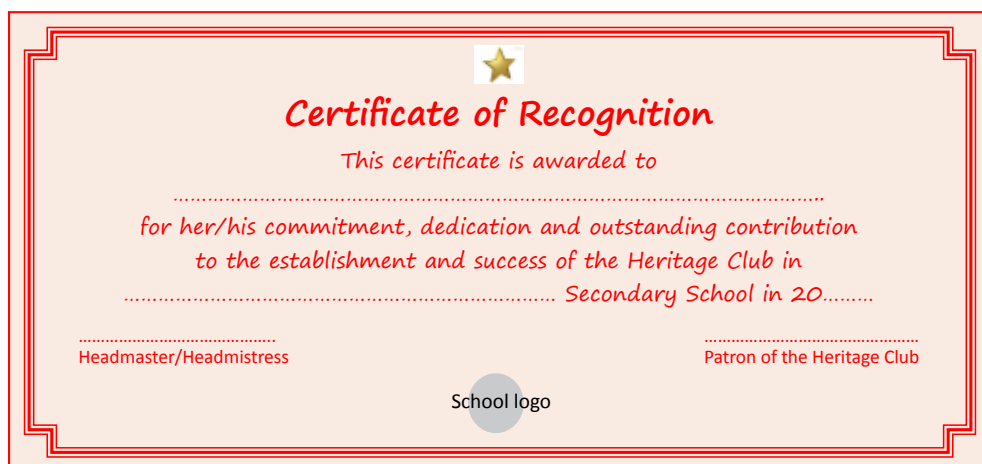 Certificate of Recognition
This certificate is awarded to
………………………………………………………………………………………………………..
for her/his commitment, dedication and outstanding contribution
to the establishment and success of the Heritage Club in
……………………………………………………………………… Secondary School in 20………
…………………………………….. …………………………………………
Headmaster/Headmistress Patron of the Heritage Club
School logo